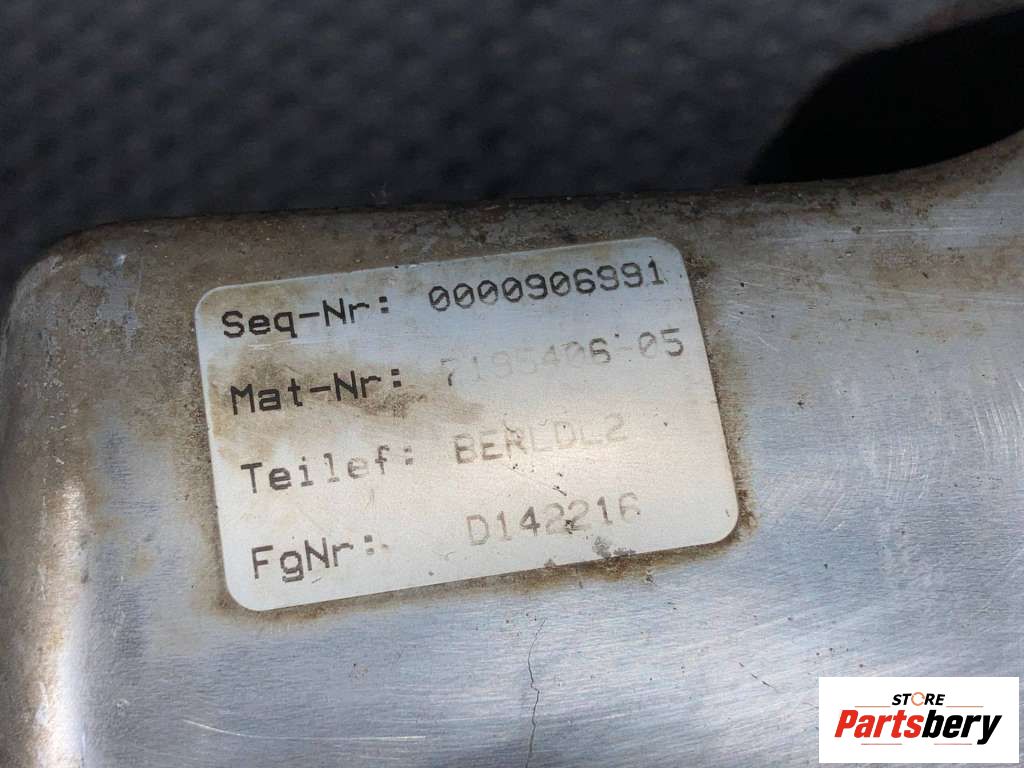 Seq-Nr: 0000906991
Mat-Nr: 7195406-05
Teilef: BERLDL2
FgNr: D142216
STORE
Partsbery